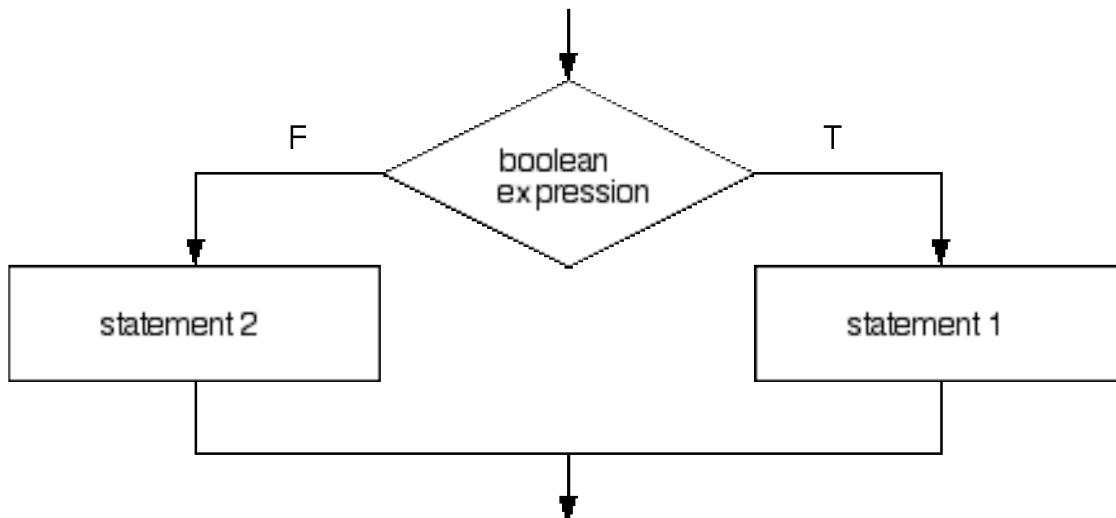 F
T
boolean
expression
statement 2
statement 1